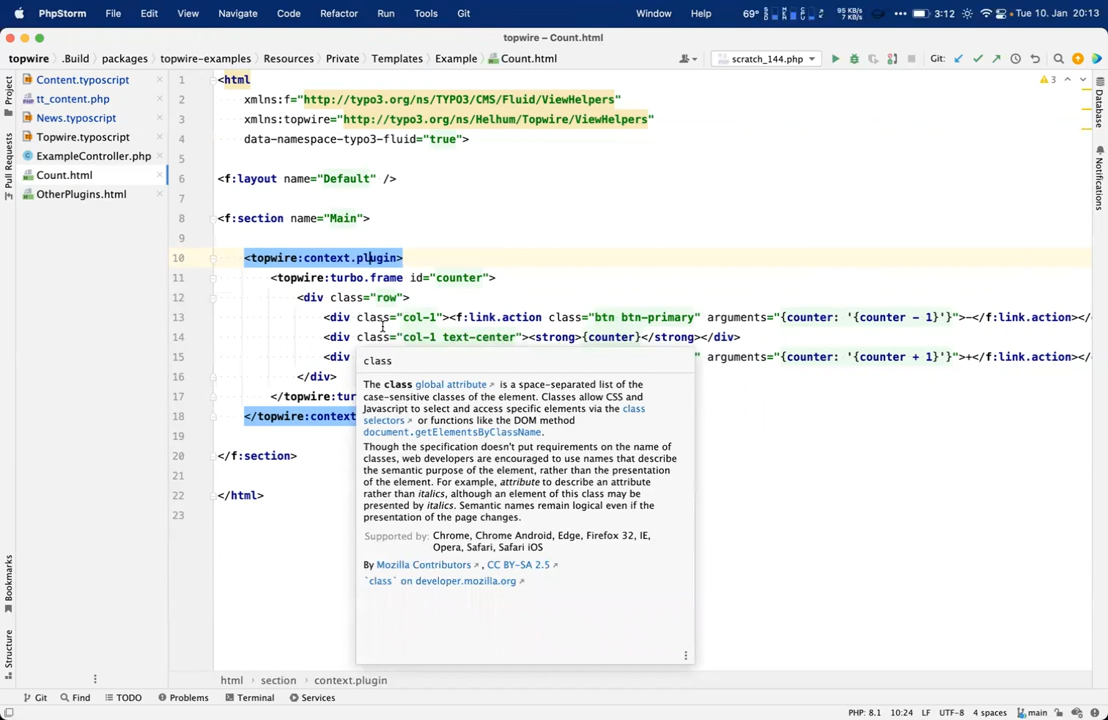 PhpStorm File Edit View Navigate Code Refactor Run Tools Git Window Help 69° 95 KB/s 7 KB/s 3:12 Tue 10. Jan 20:13
topwire – Count.html
topwire .Build packages topwire-examples Resources Private Templates Example Count.html scratch_144.php Git:
Project
Pull Requests
Bookmarks
Structure
Content.typoscript
tt_content.php
News.typoscript
Topwire.typoscript
ExampleController.php
Count.html
OtherPlugins.html
3
1 <html
2 xmlns:f="http://typo3.org/ns/TYPO3/CMS/Fluid/ViewHelpers"
3 xmlns:topwire="http://typo3.org/ns/Helhum/Topwire/ViewHelpers"
4 data-namespace-typo3-fluid="true">
5
6 <f:layout name="Default" />
7
8 <f:section name="Main">
9
10 <topwire:context.plugin>
11 <topwire:turbo.frame id="counter">
12 <div class="row">
13 <div class="col-1"><f:link.action class="btn btn-primary" arguments="{counter: '{counter - 1}'}">-</f:link.action></
14 <div class="col-1 text-center"><strong>{counter}</strong></div>
15 <div " arguments="{counter: '{counter + 1}'}">+</f:link.action></
16 </div>
17 </topwire:tur
18 </topwire:context
19
20 </f:section>
21
22 </html>
23
class
The class global attribute is a space-separated list of the
case-sensitive classes of the element. Classes allow CSS and
Javascript to select and access specific elements via the class
selectors or functions like the DOM method
document.getElementsByClassName.
Though the specification doesn't put requirements on the name of
classes, web developers are encouraged to use names that describe
the semantic purpose of the element, rather than the presentation
of the element. For example, attribute to describe an attribute
rather than italics, although an element of this class may be
presented by italics. Semantic names remain logical even if the
presentation of the page changes.
Supported by: Chrome, Chrome Android, Edge, Firefox 32, IE,
Opera, Safari, Safari iOS
By Mozilla Contributors , CC BY-SA 2.5
`class` on developer.mozilla.org
Database
Notifications
html section context.plugin
Git Find TODO Problems Terminal Services
PHP: 8.1 10:24 LF UTF-8 4 spaces main